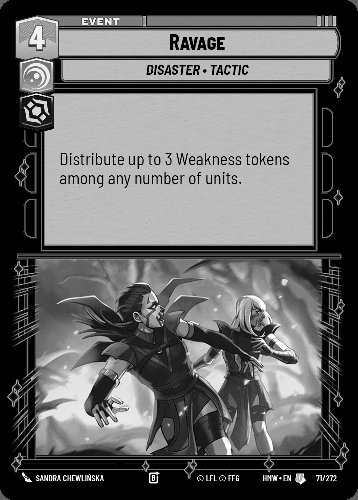 EVENT
4
RAVAGE
DISASTER • TACTIC
Distribute up to 3 Weakness tokens
among any number of units.
SANDRA CHEWLIŃSKA
© LFL © FFG
HMW • EN
71/272